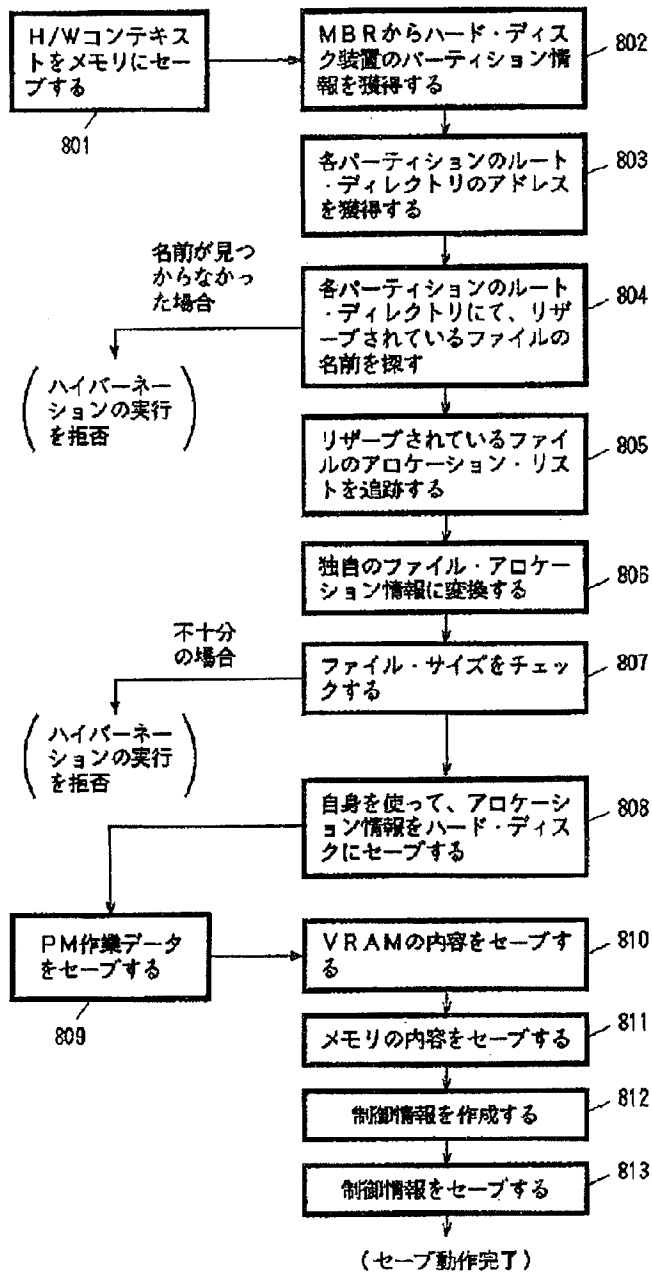 H/Wコンテキス
トをメモリにセー
ブする
801
MBRからハード・ディス
ク装置のパーティション情
報を獲得する
802
各パーティションのルート
・ディレクトリのアドレス
を獲得する
803
名前が見つ
からなかっ
た場合
各パーティションのルート
・ディレクトリにて、リザ
ーブされているファイルの
名前を探す
804
ハイバーネー
ションの実行
を拒否
リザーブされているファイ
ルのアロケーション・リス
トを追跡する
805
独自のファイル・アロケー
ション情報に変換する
806
不十分
の場合
ファイル・サイズをチェッ
クする
807
ハイバーネー
ションの実行
を拒否
自身を使って、アロケーシ
ョン情報をハード・ディス
クにセーブする
808
PM作業データ
をセーブする
809
VRAMの内容をセーブす
る
810
メモリの内容をセーブする
811
制御情報を作成する
812
制御情報をセーブする
813
(セーブ動作完了)